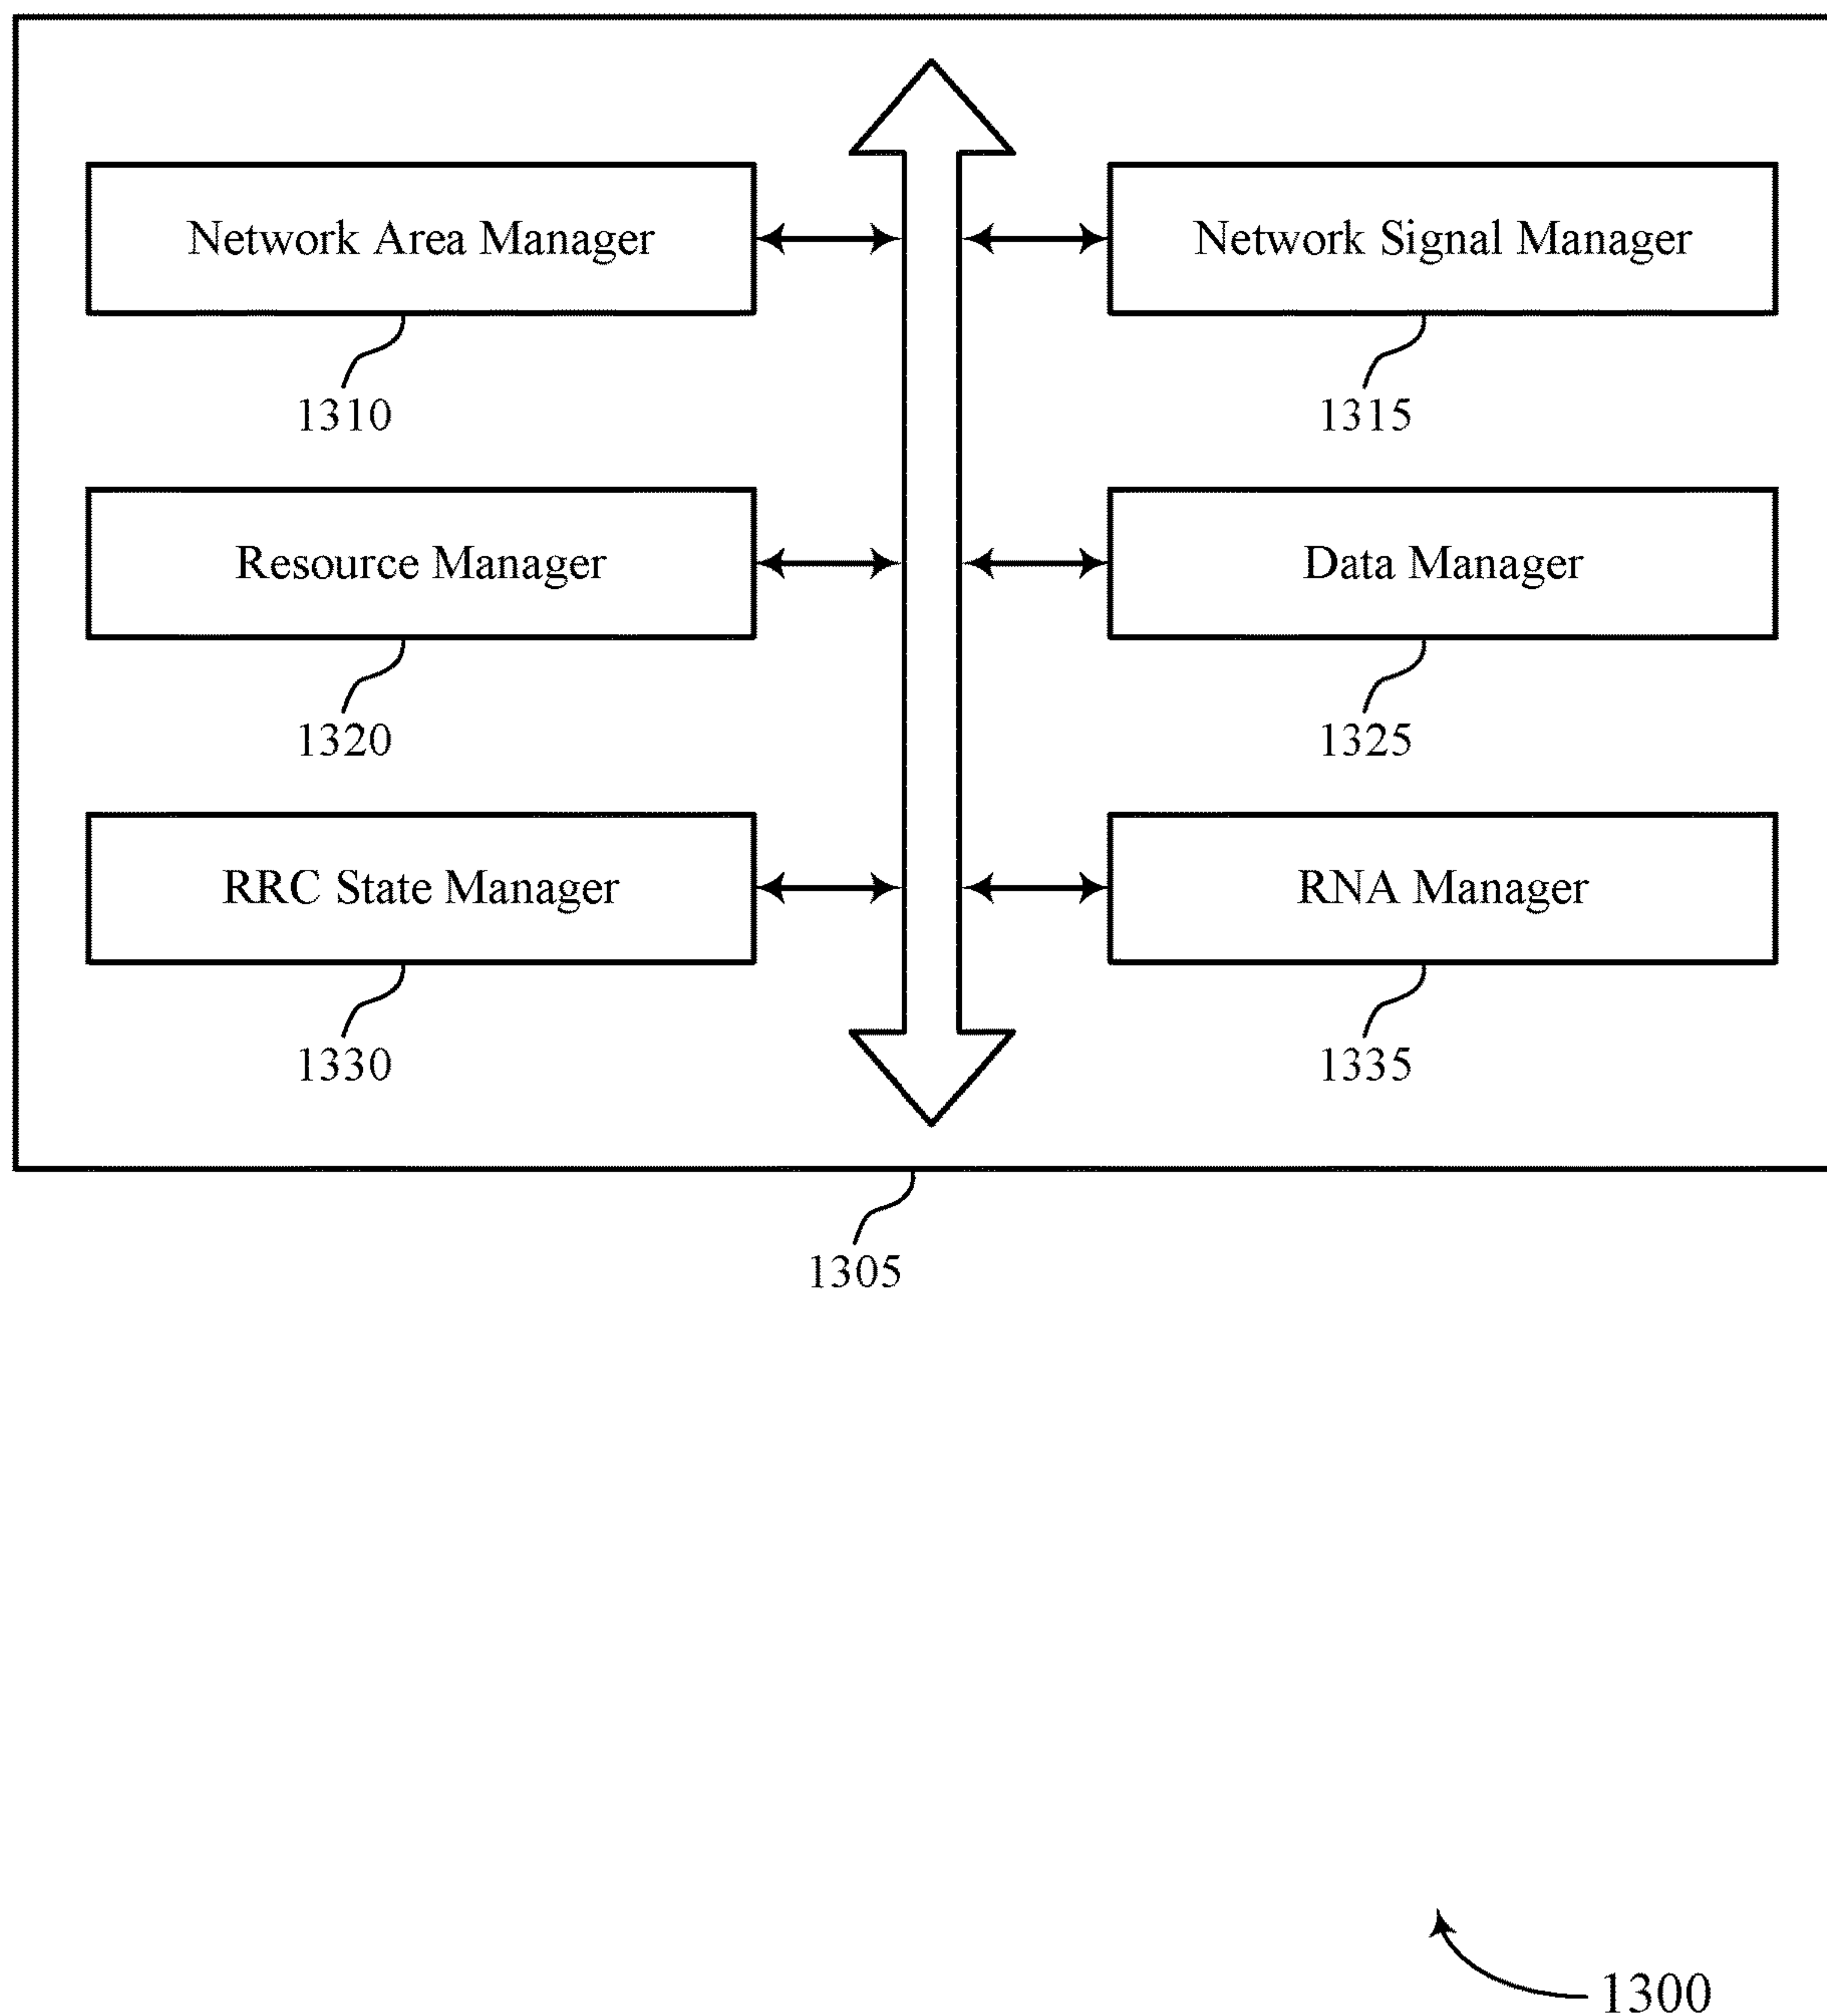 Network Area Manager
Network Signal Manager
1310
1315
Resource Manager
Data Manager
1320
1325
RRC State Manager
RNA Manager
1330
1335
1305
1300